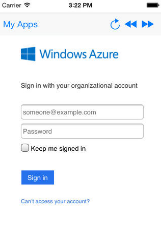 Carrier 1:22 PM
My Apps
Windows Azure
Sign in with your organizational account
someone@example.com
Password
Keep me signed in
Sign in
Can't access your account?